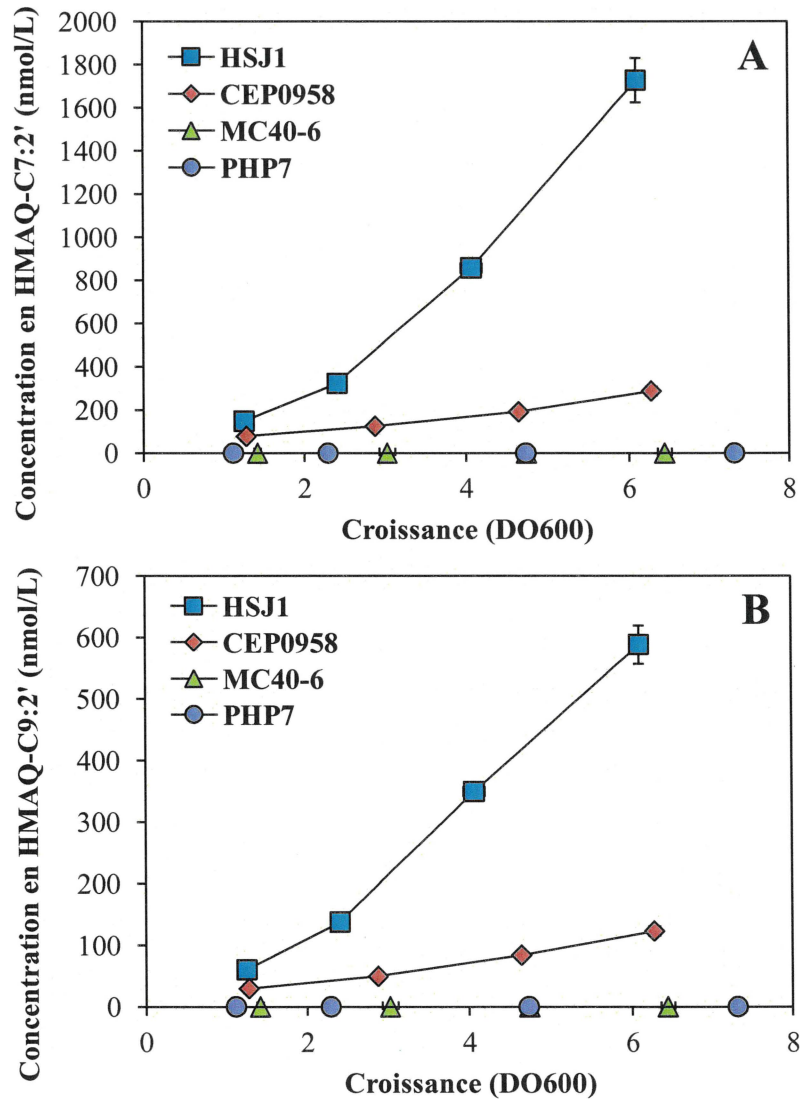 A
HSJ1
CEP0958
MC40-6
PHP7
Concentration en HMAQ-C7:2' (nmol/L)
2000
1800
1600
1400
1200
1000
800
600
400
200
0
0 2 4 6 8
Croissance (DO600)
B
HSJ1
CEP0958
MC40-6
PHP7
Concentration en HMAQ-C9:2' (nmol/L)
700
600
500
400
300
200
100
0
0 2 4 6 8
Croissance (DO600)